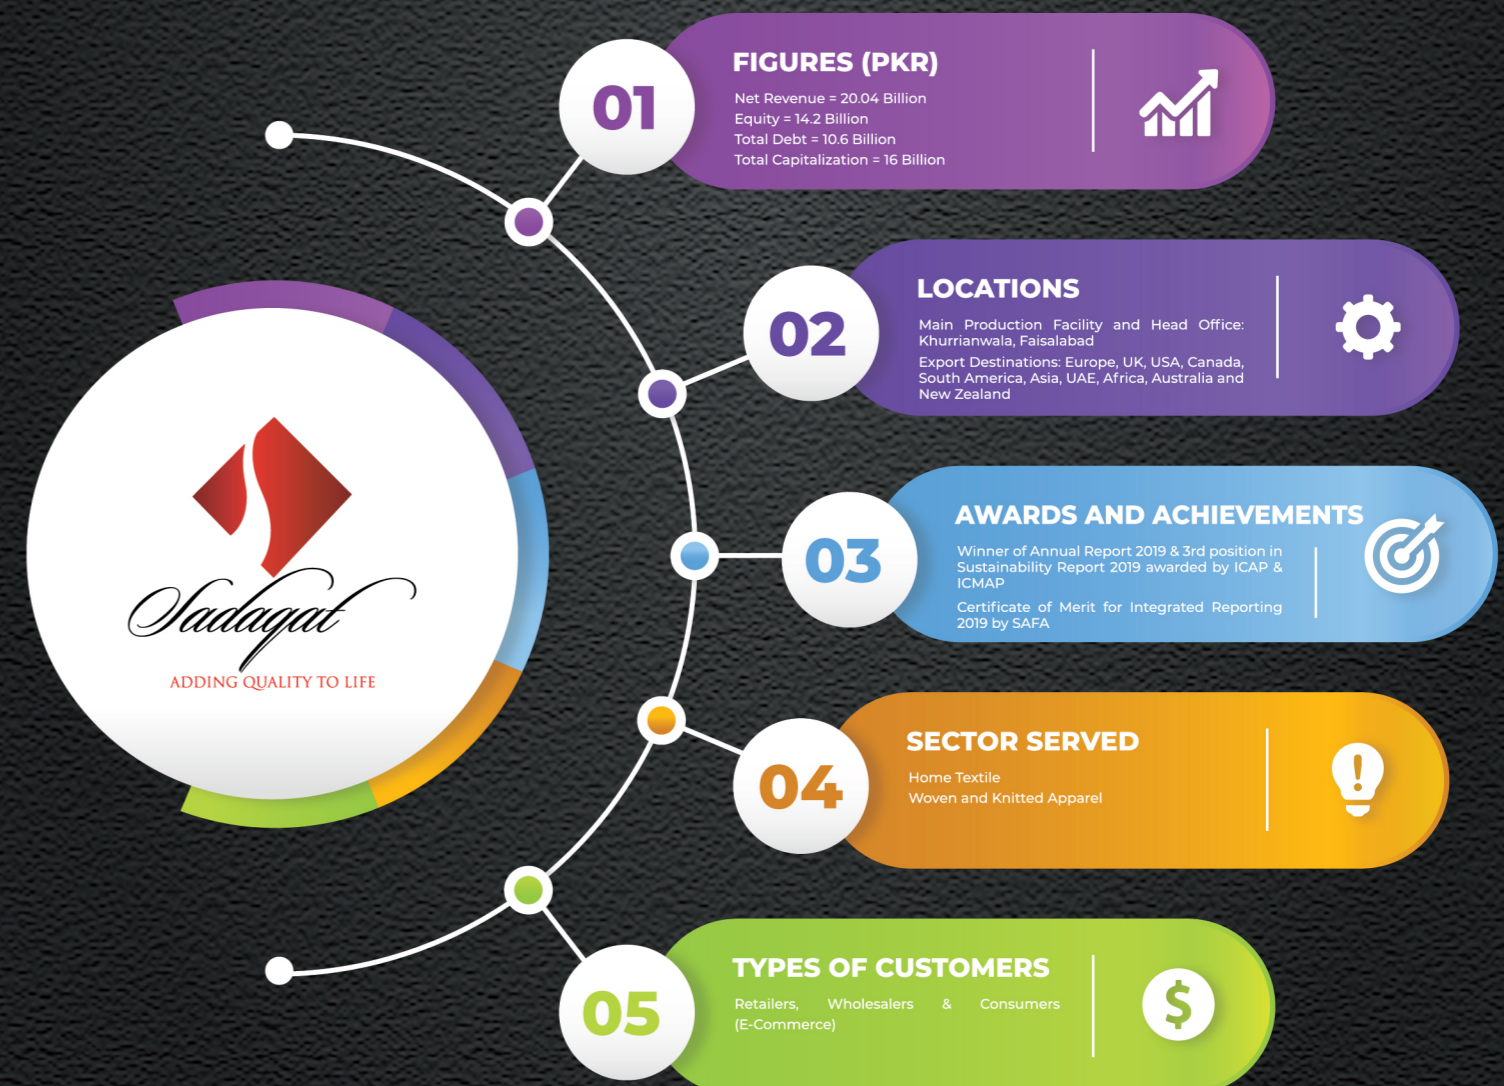 Sadaqat
ADDING QUALITY TO LIFE
01
FIGURES (PKR)
Net Revenue = 20.04 Billion
Equity = 14.2 Billion
Total Debt = 10.6 Billion
Total Capitalization = 16 Billion
02
LOCATIONS
Main Production Facility and Head Office:
Khurrianwala, Faisalabad
Export Destinations: Europe, UK, USA, Canada,
South America, Asia, UAE, Africa, Australia and
New Zealand
03
AWARDS AND ACHIEVEMENTS
Winner of Annual Report 2019 & 3rd position in
Sustainability Report 2019 awarded by ICAP &
ICMAP
Certificate of Merit for Integrated Reporting
2019 by SAFA
04
SECTOR SERVED
Home Textile
Woven and Knitted Apparel
!
05
TYPES OF CUSTOMERS
Retailers, Wholesalers & Consumers
(E-Commerce)
$